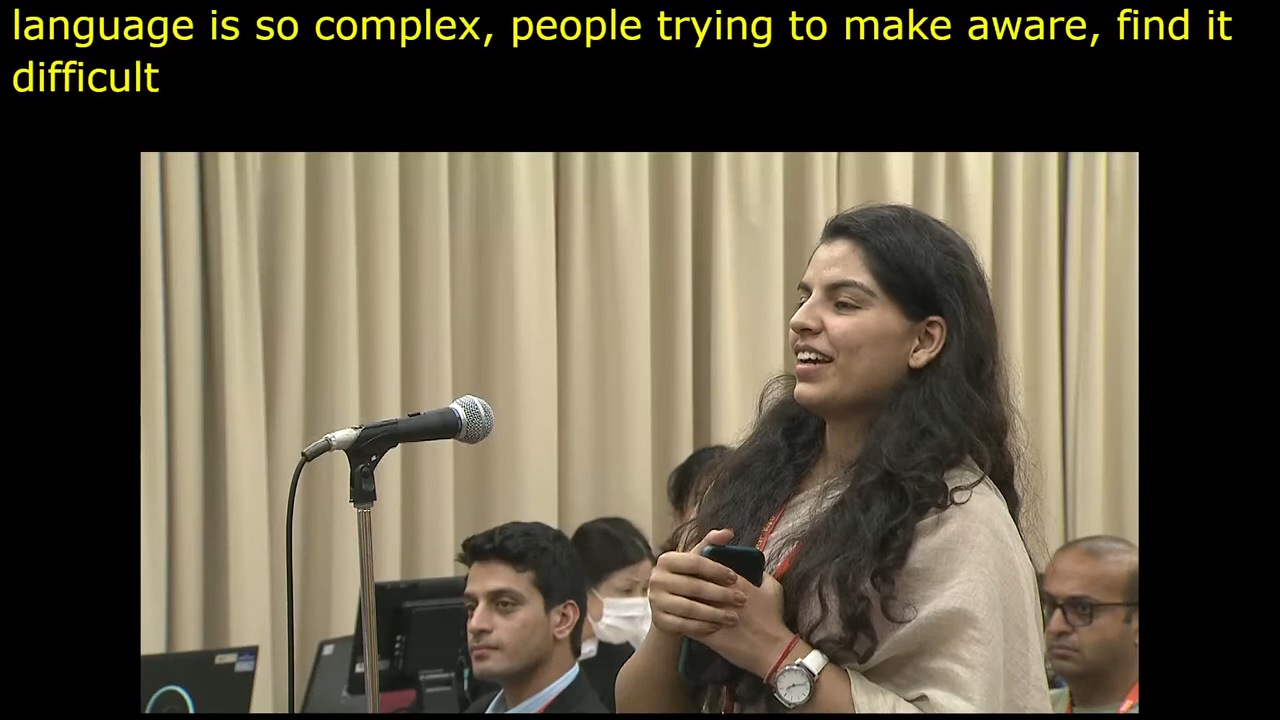 language is so complex, people trying to make aware, find it
difficult